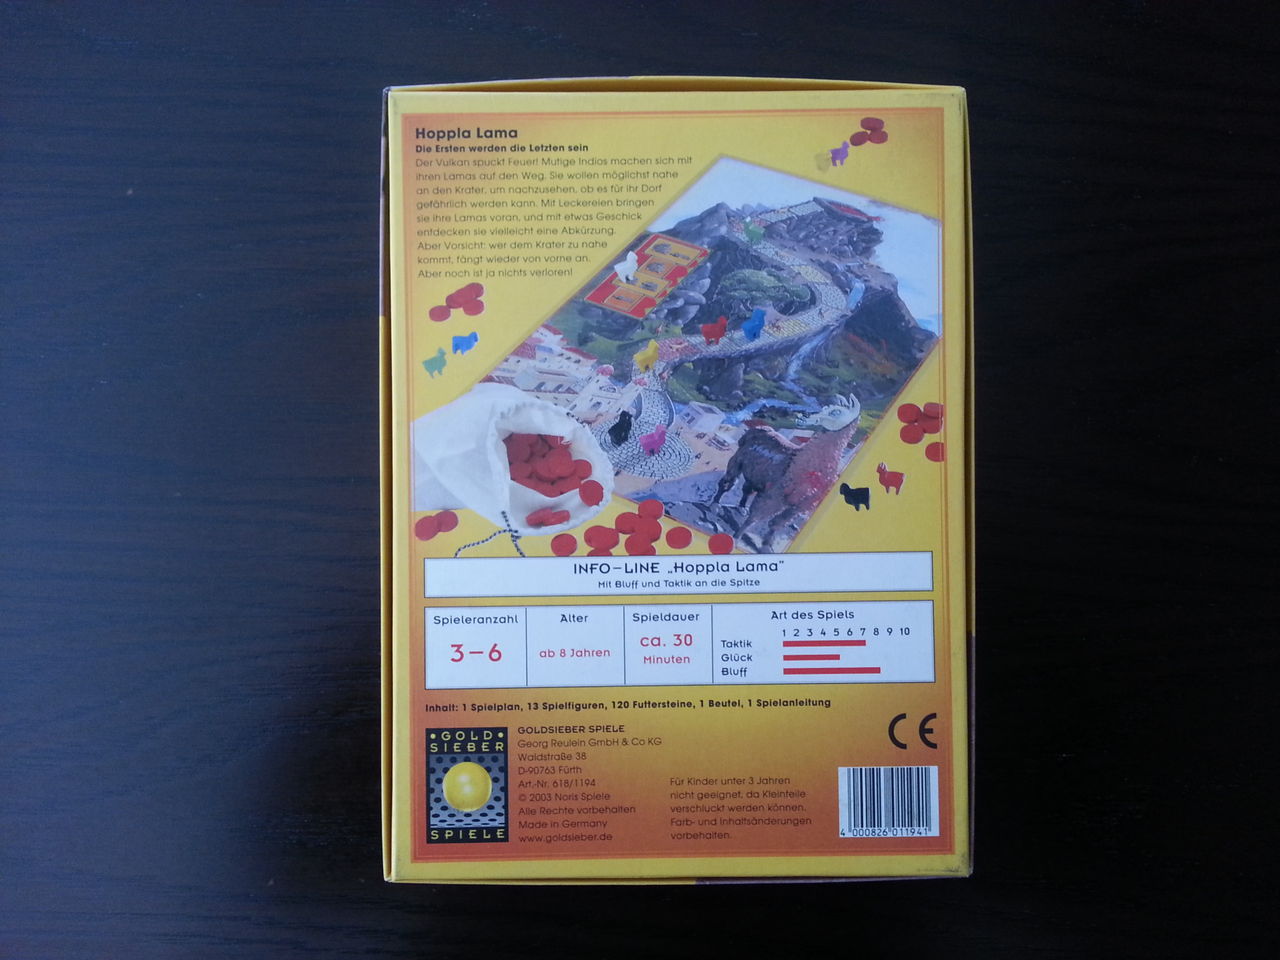 Hoppla Lama
Die Ersten werden die Letzten sein
Der Vulkan spuckt Feuer! Mutige Indios machen sich mit
ihren Lamas auf den Weg. Sie wollen möglichst nahe
an den Krater, um nachzusehen, ob es für ihr Dorf
gefährlich werden kann. Mit Leckereien bringen
sie ihre Lamas voran, und mit etwas Geschick
entdecken sie vielleicht eine Abkürzung.
Aber Vorsicht: wer dem Krater zu nahe
kommt, fängt wieder von vorne an.
Aber noch ist ja nichts verloren!
INFO-LINE „Hoppla Lama"
Mit Bluff und Taktik an die Spitze
Spieleranzahl
3-6
Alter
ab 8 Jahren
Spieldauer
ca. 30
Minuten
Art des Spiels
1 2 3 4 5 6 7 8 9 10
Taktik
Glück
Bluff
Inhalt: 1 Spielplan, 13 Spielfiguren, 120 Futtersteine, 1 Beutel, 1 Spielanleitung
GOLD
SIEBER
SPIELE
GOLDSIEBER SPIELE
Georg Reulein GmbH & Co KG
Waldstraße 38
D-90763 Fürth
Art.-Nr. 618/1194
© 2003 Noris Spiele
Alle Rechte vorbehalten
Made in Germany
www.goldsieber.de
Für Kinder unter 3 Jahren
nicht geeignet, da Kleinteile
verschluckt werden können.
Farb- und Inhaltsänderungen
vorbehalten.
CE
4 000826 011941